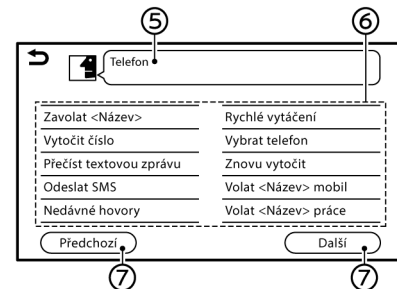 ⑤
⑥
Telefon
Zavolat <Název>
Rychlé vytáčení
Vytočit číslo
Vybrat telefon
Přečíst textovou zprávu
Znovu vytočit
Odeslat SMS
Volat <Název> mobil
Nedávné hovory
Volat <Název> práce
Předchozí
Další
⑦
⑦